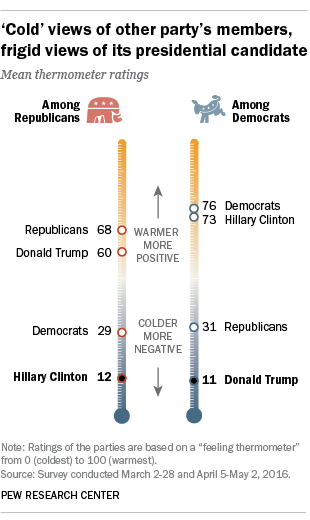 ‘Cold’ views of other party’s members,
frigid views of its presidential candidate
Mean thermometer ratings
Among
Republicans
Among
Democrats
76 Democrats
73 Hillary Clinton
Republicans 68
WARMER
MORE
POSITIVE
Donald Trump 60
COLDER
MORE
NEGATIVE
Democrats 29
31 Republicans
Hillary Clinton 12
11 Donald Trump
Note: Ratings of the parties are based on a “feeling thermometer”
from 0 (coldest) to 100 (warmest).
Source: Survey conducted March 2-28 and April 5-May 2, 2016.
PEW RESEARCH CENTER